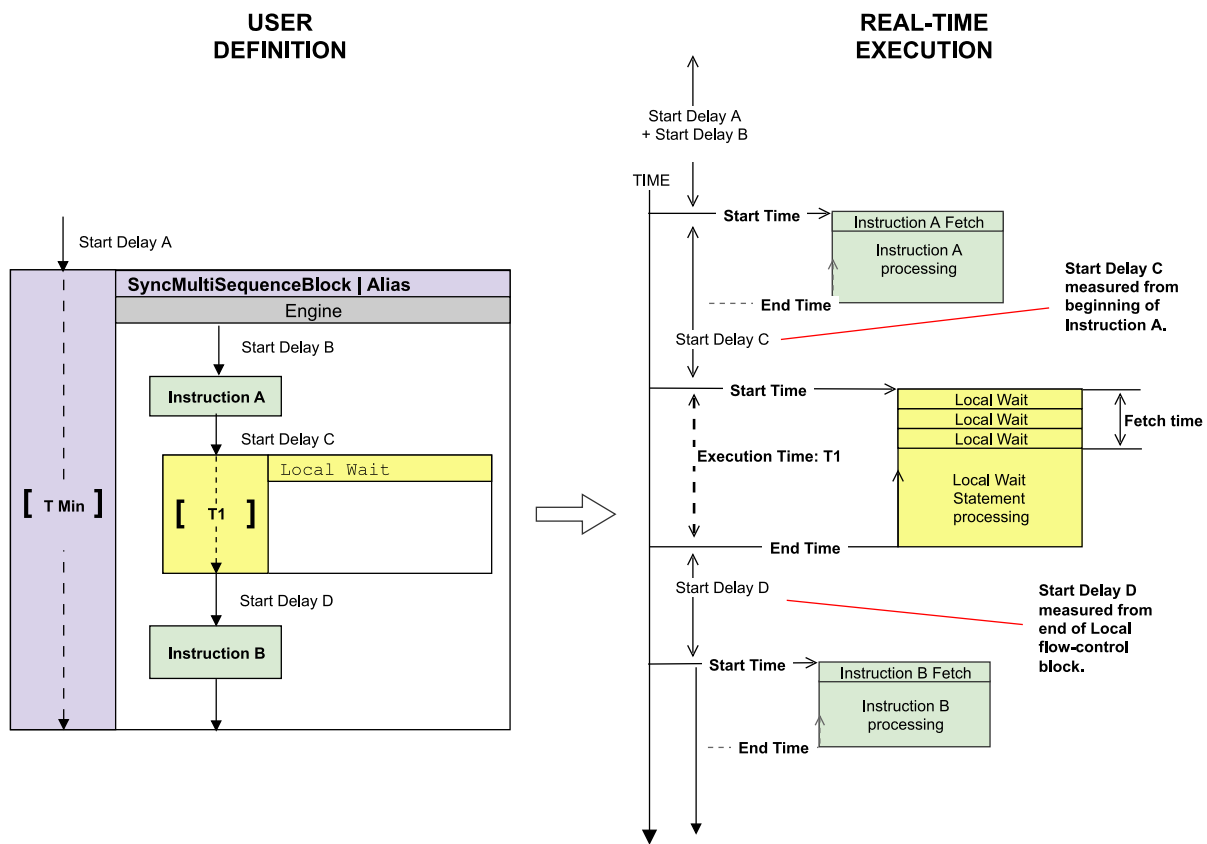 USER
DEFINITION
REAL-TIME
EXECUTION
Start Delay A
SyncMultiSequenceBlock | Alias
Engine
Start Delay B
Instruction A
Start Delay C
Local Wait
[ T Min ]
[ T1 ]
Start Delay D
Instruction B
Start Delay A
+ Start Delay B
TIME
Start Time
Instruction A Fetch
Instruction A
processing
End Time
Start Delay C
Start Delay C
measured from
beginning of
Instruction A.
Start Time
Local Wait
Local Wait
Local Wait
Fetch time
Execution Time: T1
Local Wait
Statement
processing
End Time
Start Delay D
Start Delay D
measured from
end of Local
flow-control
block.
Start Time
Instruction B Fetch
Instruction B
processing
End Time